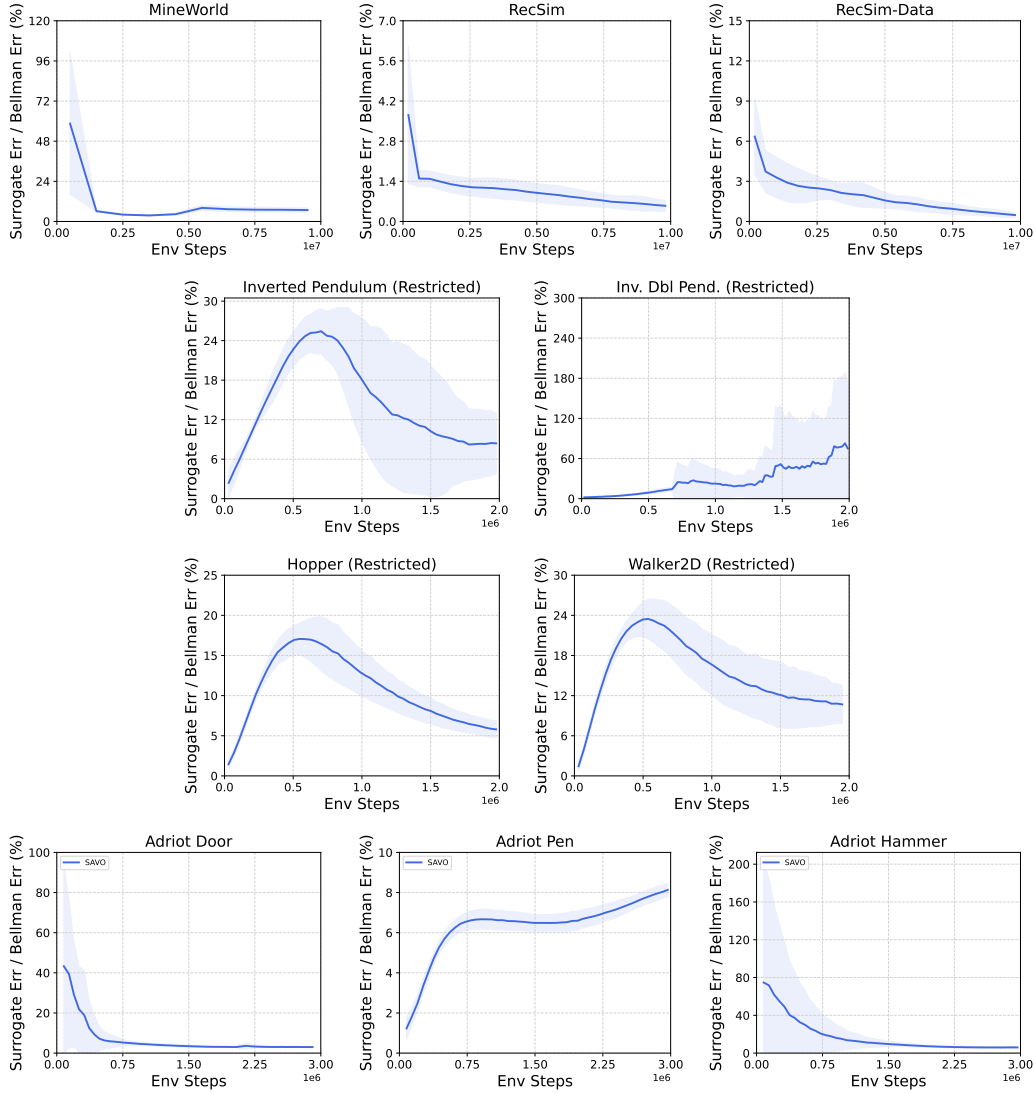 MineWorld
Surrogate Err / Bellman Err (%)
120
96
72
48
24
0
0.00 0.25 0.50 0.75 1.00
1e7
Env Steps
RecSim
Surrogate Err / Bellman Err (%)
7.0
5.6
4.2
2.8
1.4
0.0
0.00 0.25 0.50 0.75 1.00
1e7
Env Steps
RecSim-Data
Surrogate Err / Bellman Err (%)
15
12
9
6
3
0
0.00 0.25 0.50 0.75 1.00
1e7
Env Steps
Inverted Pendulum (Restricted)
Surrogate Err / Bellman Err (%)
30
24
18
12
6
0
0.0 0.5 1.0 1.5 2.0
1e6
Env Steps
Inv. Dbl Pend. (Restricted)
Surrogate Err / Bellman Err (%)
300
240
180
120
60
0
0.0 0.5 1.0 1.5 2.0
1e6
Env Steps
Hopper (Restricted)
Surrogate Err / Bellman Err (%)
25
20
15
10
5
0
0.0 0.5 1.0 1.5 2.0
1e6
Env Steps
Walker2D (Restricted)
Surrogate Err / Bellman Err (%)
30
24
18
12
6
0
0.0 0.5 1.0 1.5 2.0
1e6
Env Steps
Adriot Door
SAVO
Surrogate Err / Bellman Err (%)
100
80
60
40
20
0
0.00 0.75 1.50 2.25 3.00
1e6
Env Steps
Adriot Pen
SAVO
Surrogate Err / Bellman Err (%)
10
8
6
4
2
0
0.00 0.75 1.50 2.25 3.00
1e6
Env Steps
Adriot Hammer
SAVO
Surrogate Err / Bellman Err (%)
200
160
120
80
40
0
0.00 0.75 1.50 2.25 3.00
1e6
Env Steps